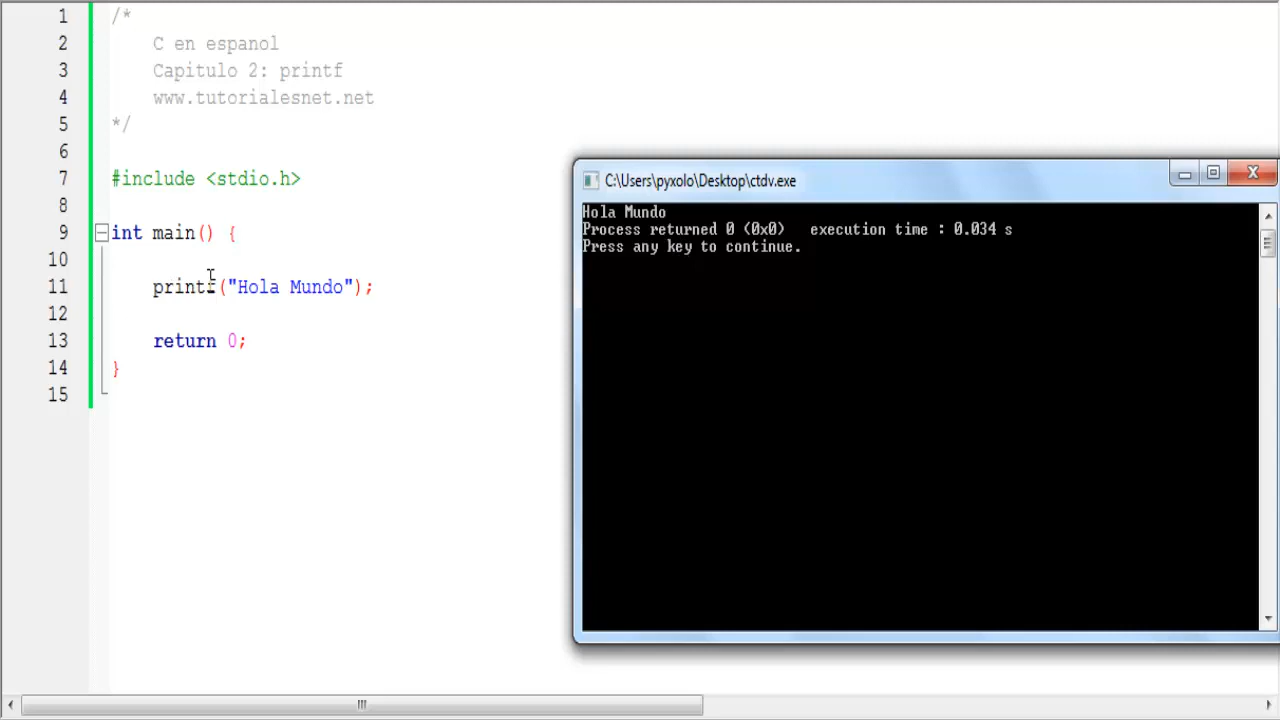 1 /*
2 C en espanol
3 Capitulo 2: printf
4 www.tutorialesnet.net
5 */
6
7 #include <stdio.h>
8
9 int main() {
10
11 printf("Hola Mundo");
12
13 return 0;
14 }
15
C:\Users\pyxolo\Desktop\ctdv.exe
Hola Mundo
Process returned 0 (0x0)   execution time : 0.034 s
Press any key to continue.